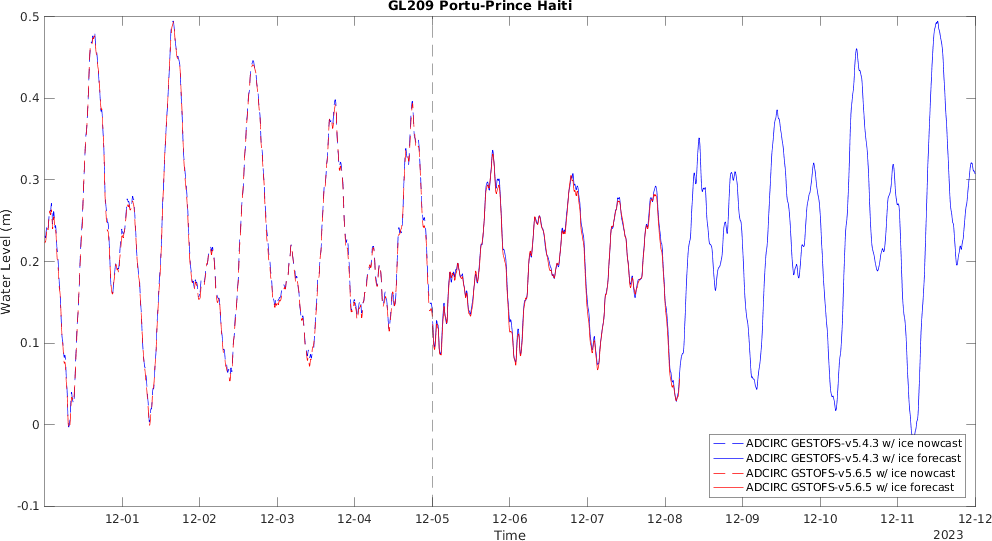 GL209 Portu-Prince Haiti
0.5
0.4
0.3
0.2
0.1
0
-0.1
Water Level (m)
12-01 12-02 12-03 12-04 12-05 12-06 12-07 12-08 12-09 12-10 12-11 12-12
Time
2023
ADCIRC GESTOFS-v5.4.3 w/ ice nowcast
ADCIRC GESTOFS-v5.4.3 w/ ice forecast
ADCIRC GSTOFS-v5.6.5 w/ ice nowcast
ADCIRC GSTOFS-v5.6.5 w/ ice forecast